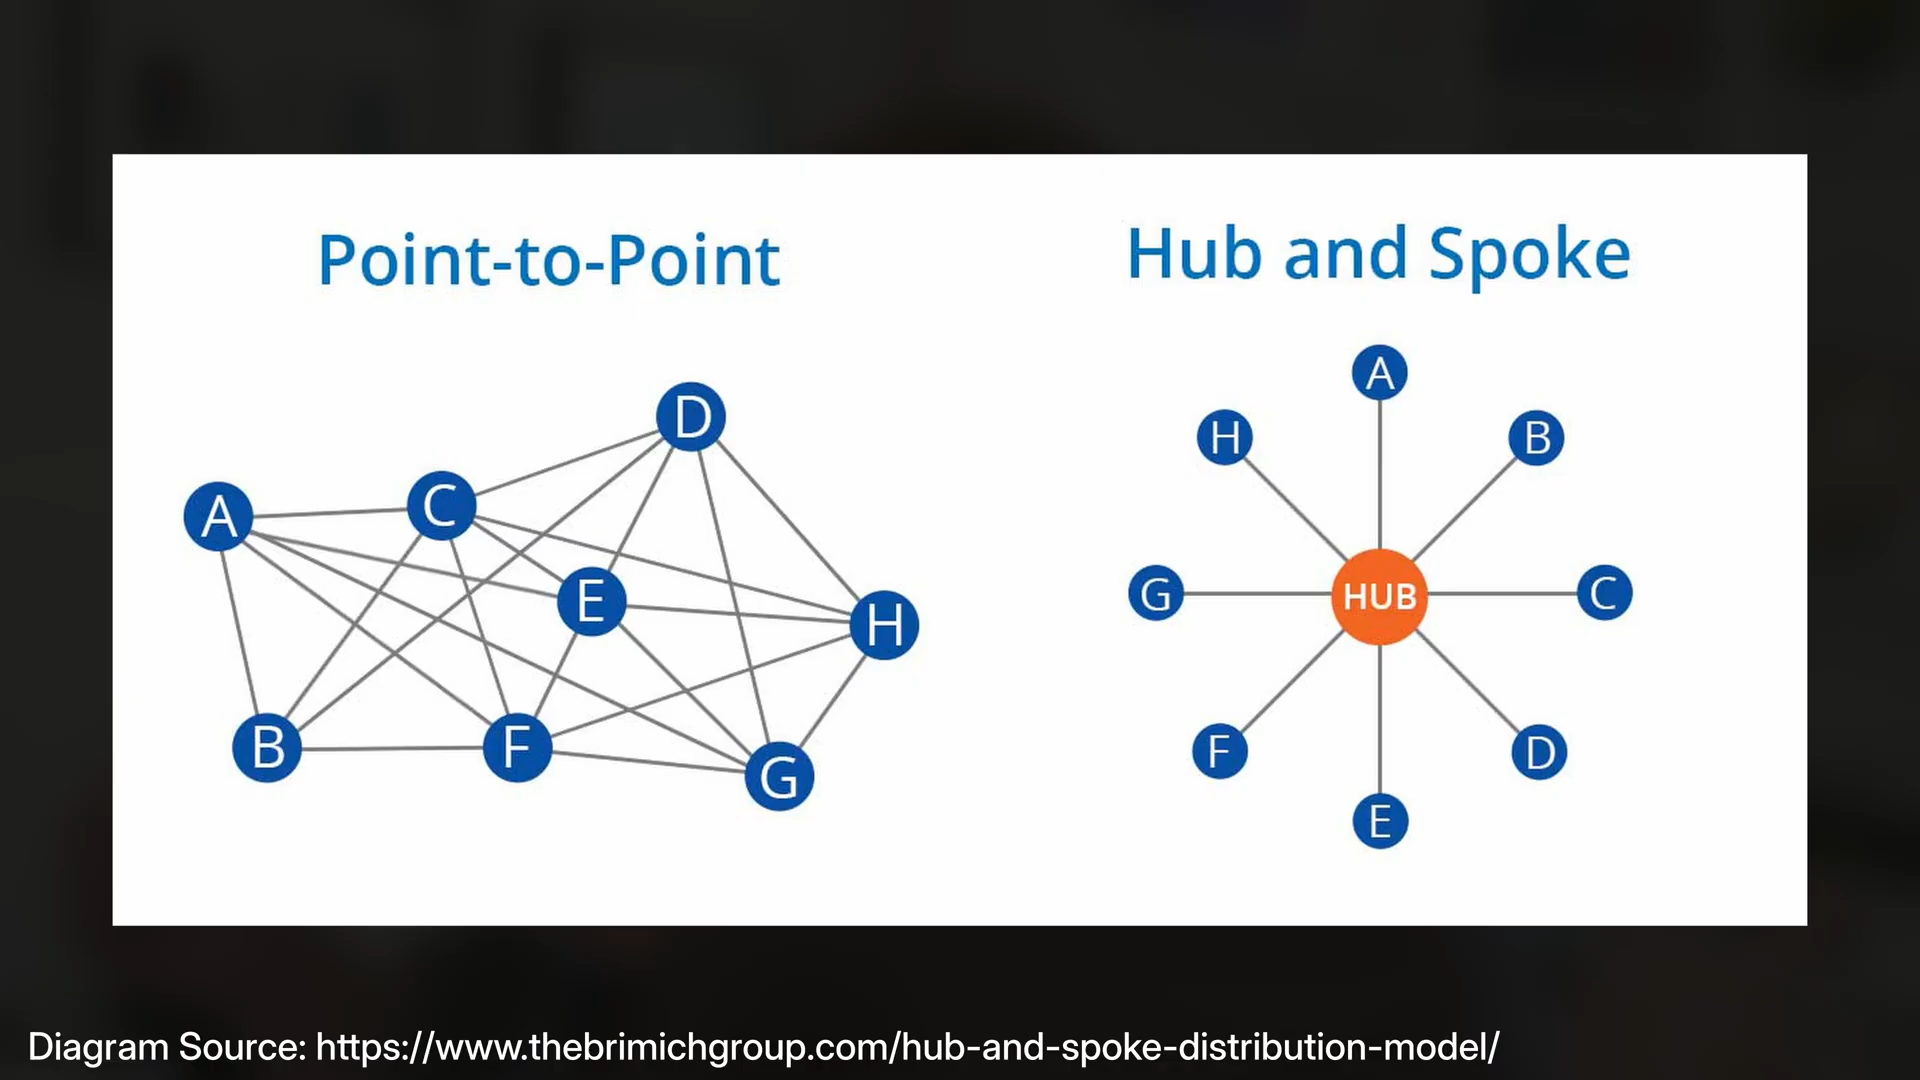 Point-to-Point
D
C
A
E
H
B
F
G
Hub and Spoke
A
H
B
G
HUB
C
F
D
E
Diagram Source: https://www.thebrimichgroup.com/hub-and-spoke-distribution-model/